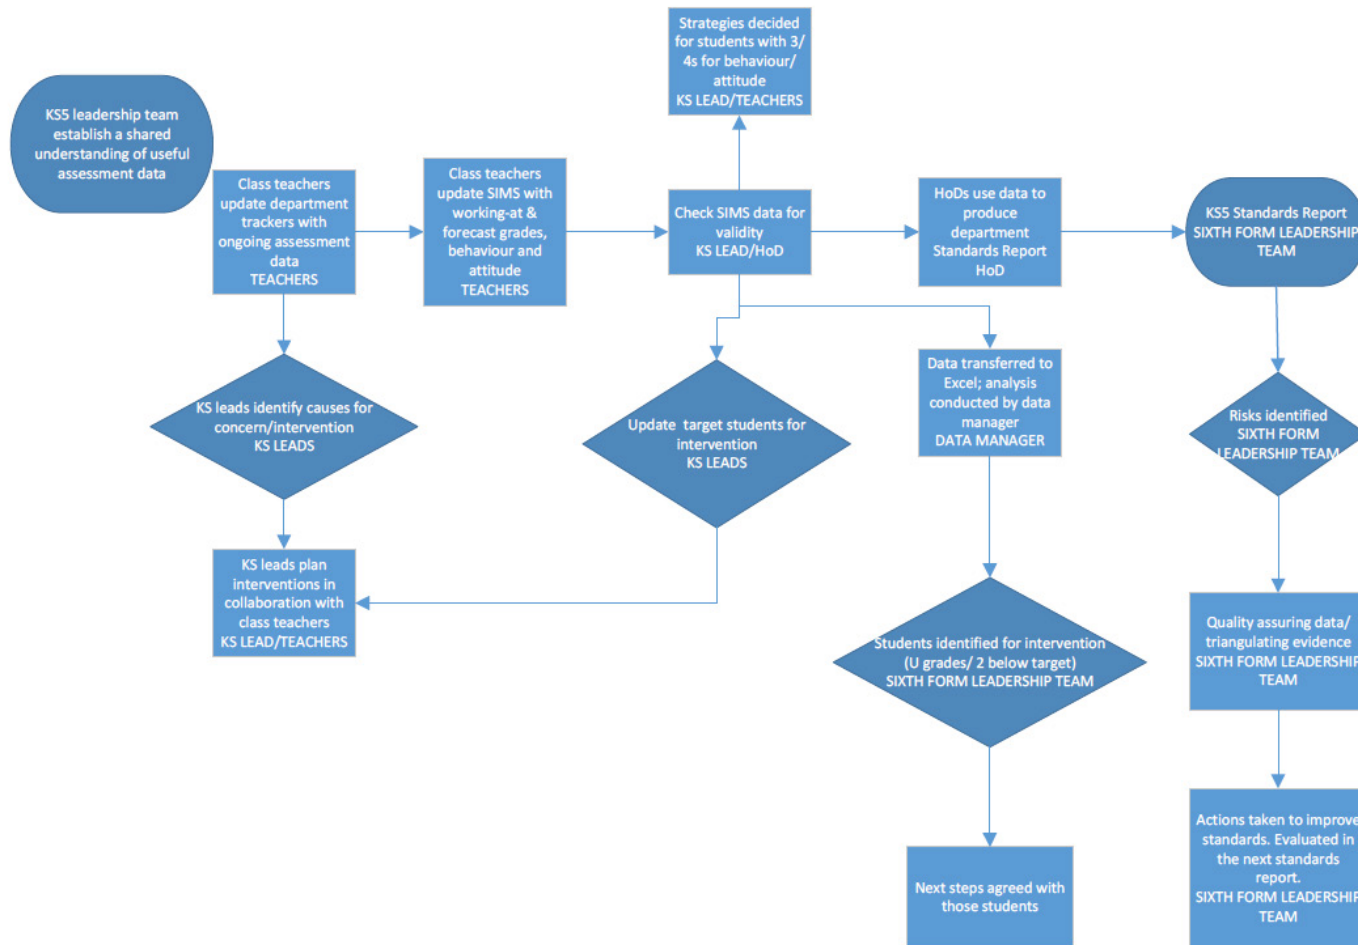 Strategies decided
for students with 3/
4s for behaviour/
attitude
KS LEAD/TEACHERS
KS5 leadership team
establish a shared
understanding of useful
assessment data
Class teachers
update department
trackers with
ongoing assessment
data
TEACHERS
Class teachers
update SIMS with
working-at &
forecast grades,
behaviour and
attitude
TEACHERS
Check SIMS data for
validity
KS LEAD/HoD
HoDs use data to
produce
department
Standards Report
HoD
KS5 Standards Report
SIXTH FORM LEADERSHIP
TEAM
KS leads identify causes for
concern/intervention
KS LEADS
Update target students for
intervention
KS LEADS
Data transferred to
Excel; analysis
conducted by data
manager
DATA MANAGER
Risks identified
SIXTH FORM
LEADERSHIP TEAM
KS leads plan
interventions in
collaboration with
class teachers
KS LEAD/TEACHERS
Students identified for intervention
(U grades/ 2 below target)
SIXTH FORM LEADERSHIP TEAM
Quality assuring data/
triangulating evidence
SIXTH FORM LEADERSHIP
TEAM
Next steps agreed with
those students
Actions taken to improve
standards. Evaluated in
the next standards
report.
SIXTH FORM LEADERSHIP
TEAM